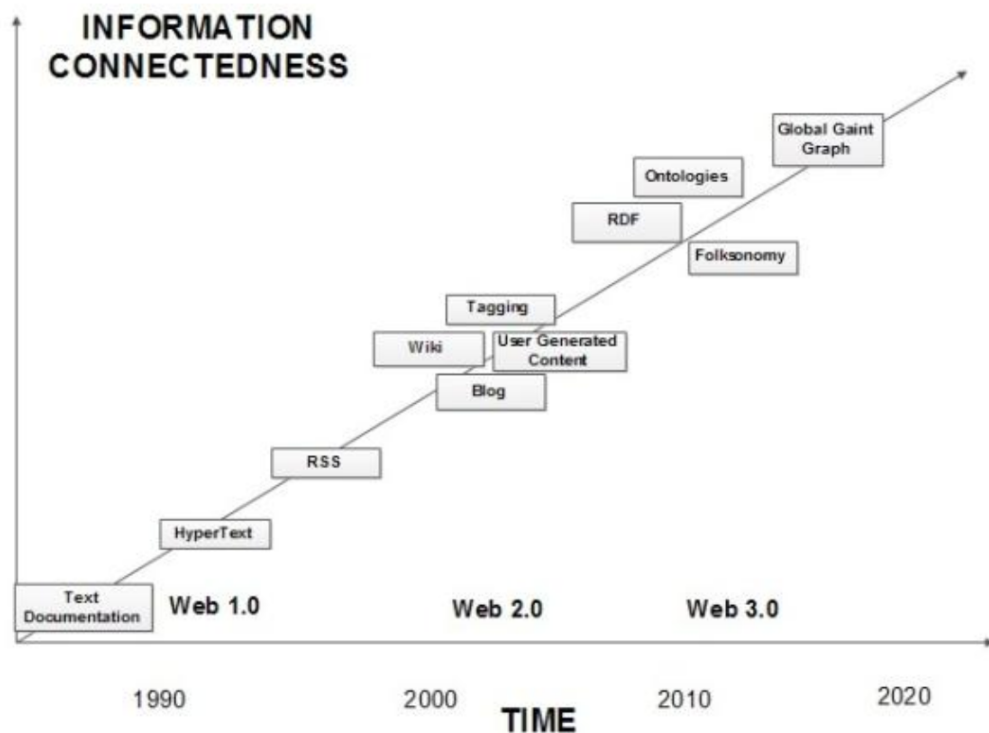 INFORMATION
CONNECTEDNESS
Global Gaint
Graph
Ontologies
RDF
Folksonomy
Tagging
Wiki
User Generated
Content
Blog
RSS
HyperText
Text
Documentation
Web 1.0
Web 2.0
Web 3.0
1990
2000
2010
2020
TIME